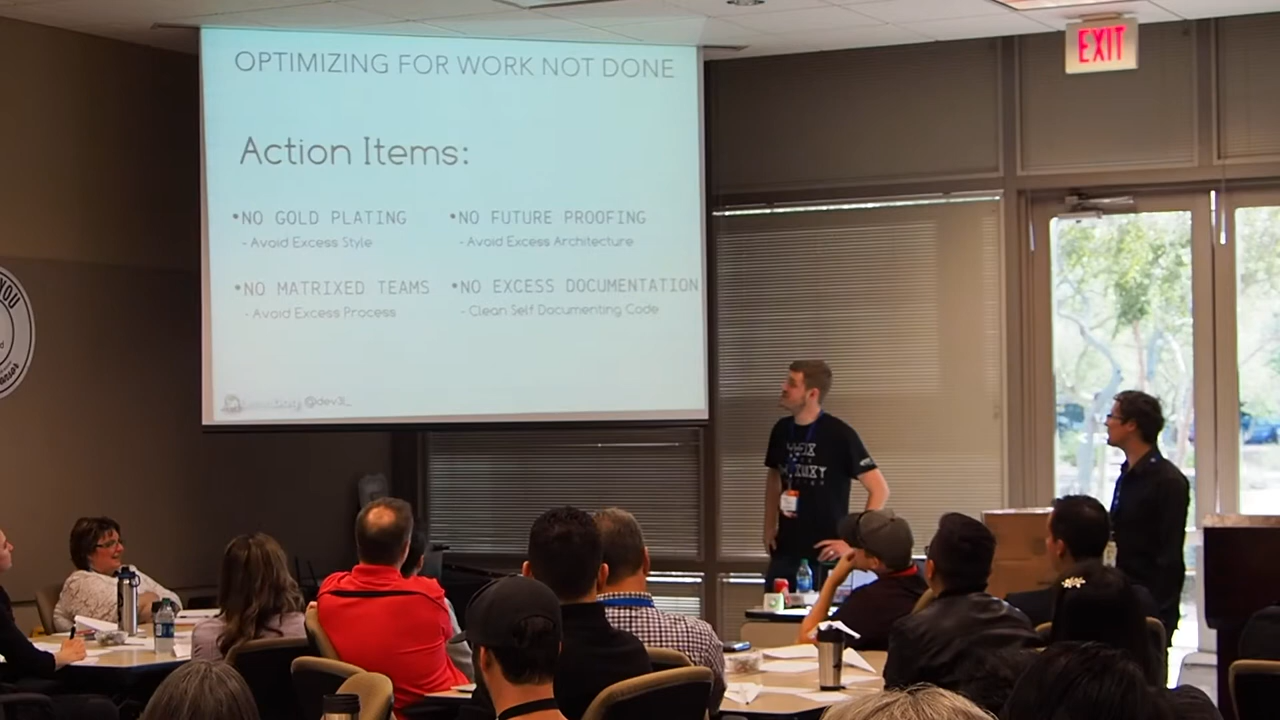 OPTIMIZING FOR WORK NOT DONE
EXIT
Action Items:
•NO GOLD PLATING
- Avoid Excess Style
•NO FUTURE PROOFING
- Avoid Excess Architecture
•NO MATRIXED TEAMS
- Avoid Excess Process
•NO EXCESS DOCUMENTATION
- Clean Self Documenting Code
@dev3l_
YOU